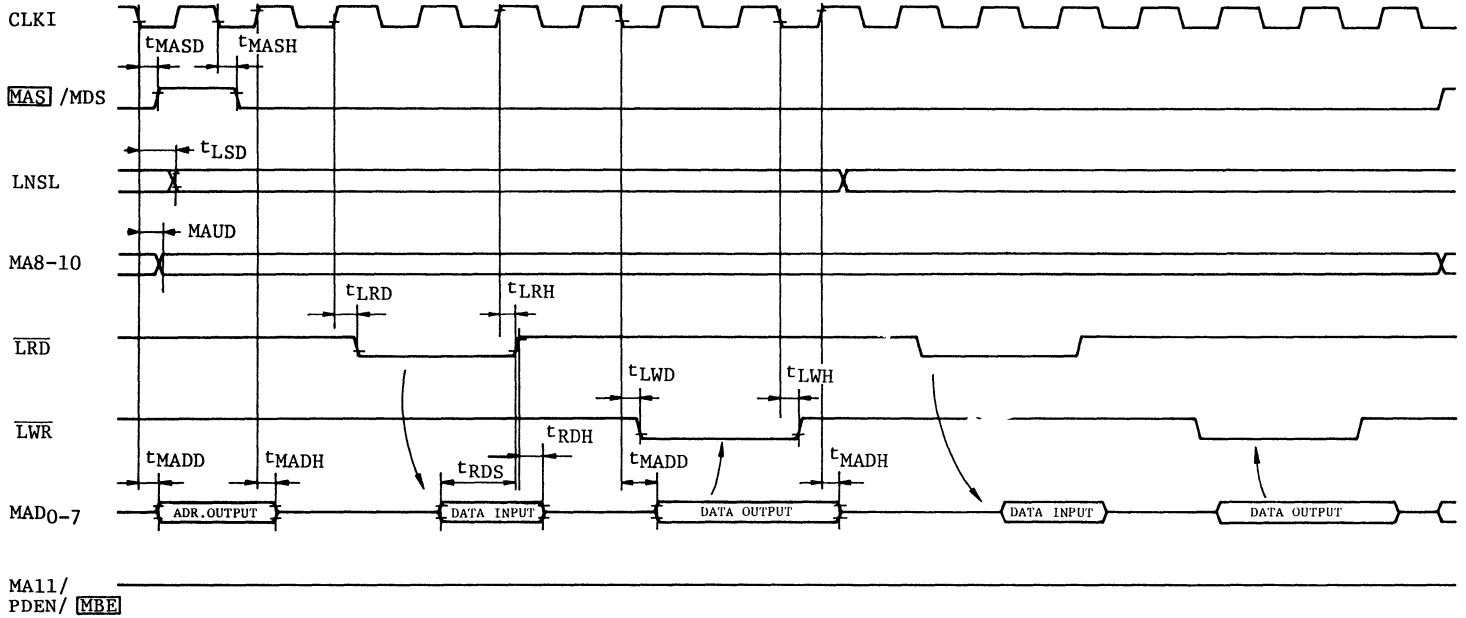 CLKI
tMASD tMASH
MAS /MDS
tLSD
LNSL
MAUD
MA8-10
tLRD tLRH
LRD
tLWD tLWH
LWR
tRDH
tMADD tMADH tRDS tMADD tMADH
MAD0-7 ADR.OUTPUT DATA INPUT DATA OUTPUT DATA INPUT DATA OUTPUT
MA11/
PDEN/ MBE